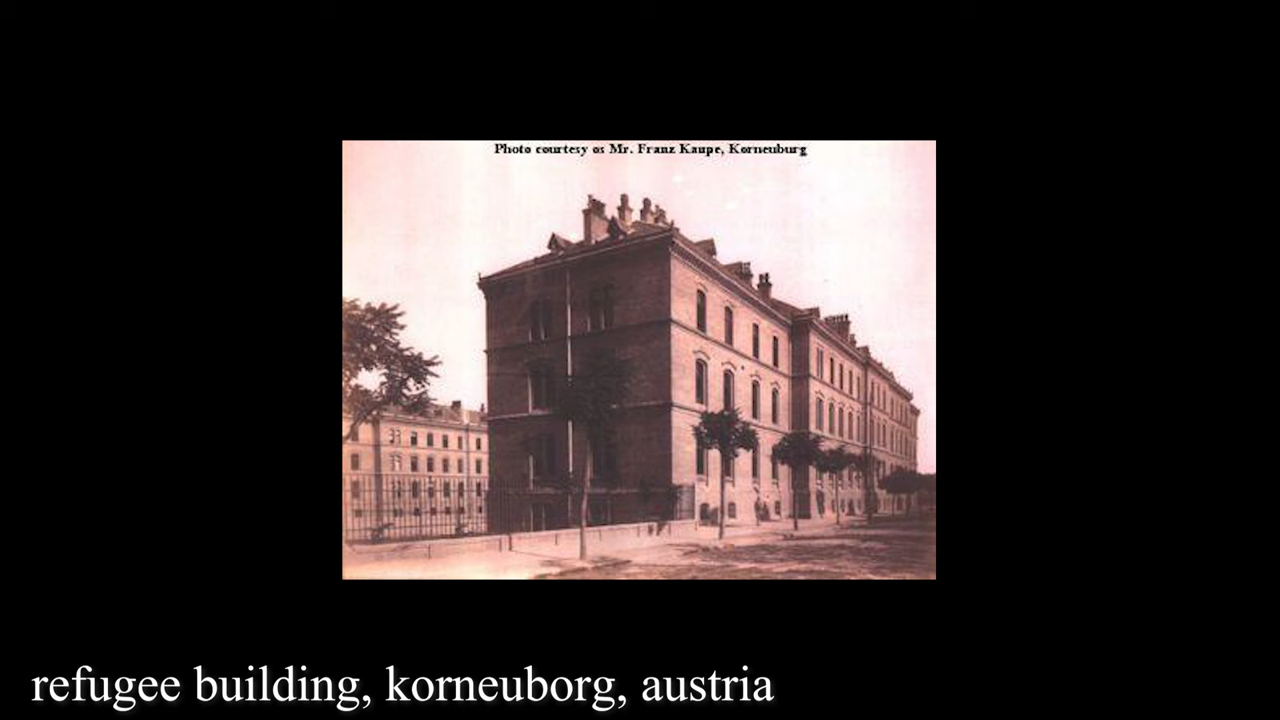 Photo courtesy os Mr. Franz Kaupe, Korneuburg
refugee building, korneuborg, austria